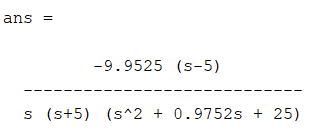 ans =
-9.9525 (s-5)
----------------------------
s (s+5) (s^2 + 0.9752s + 25)